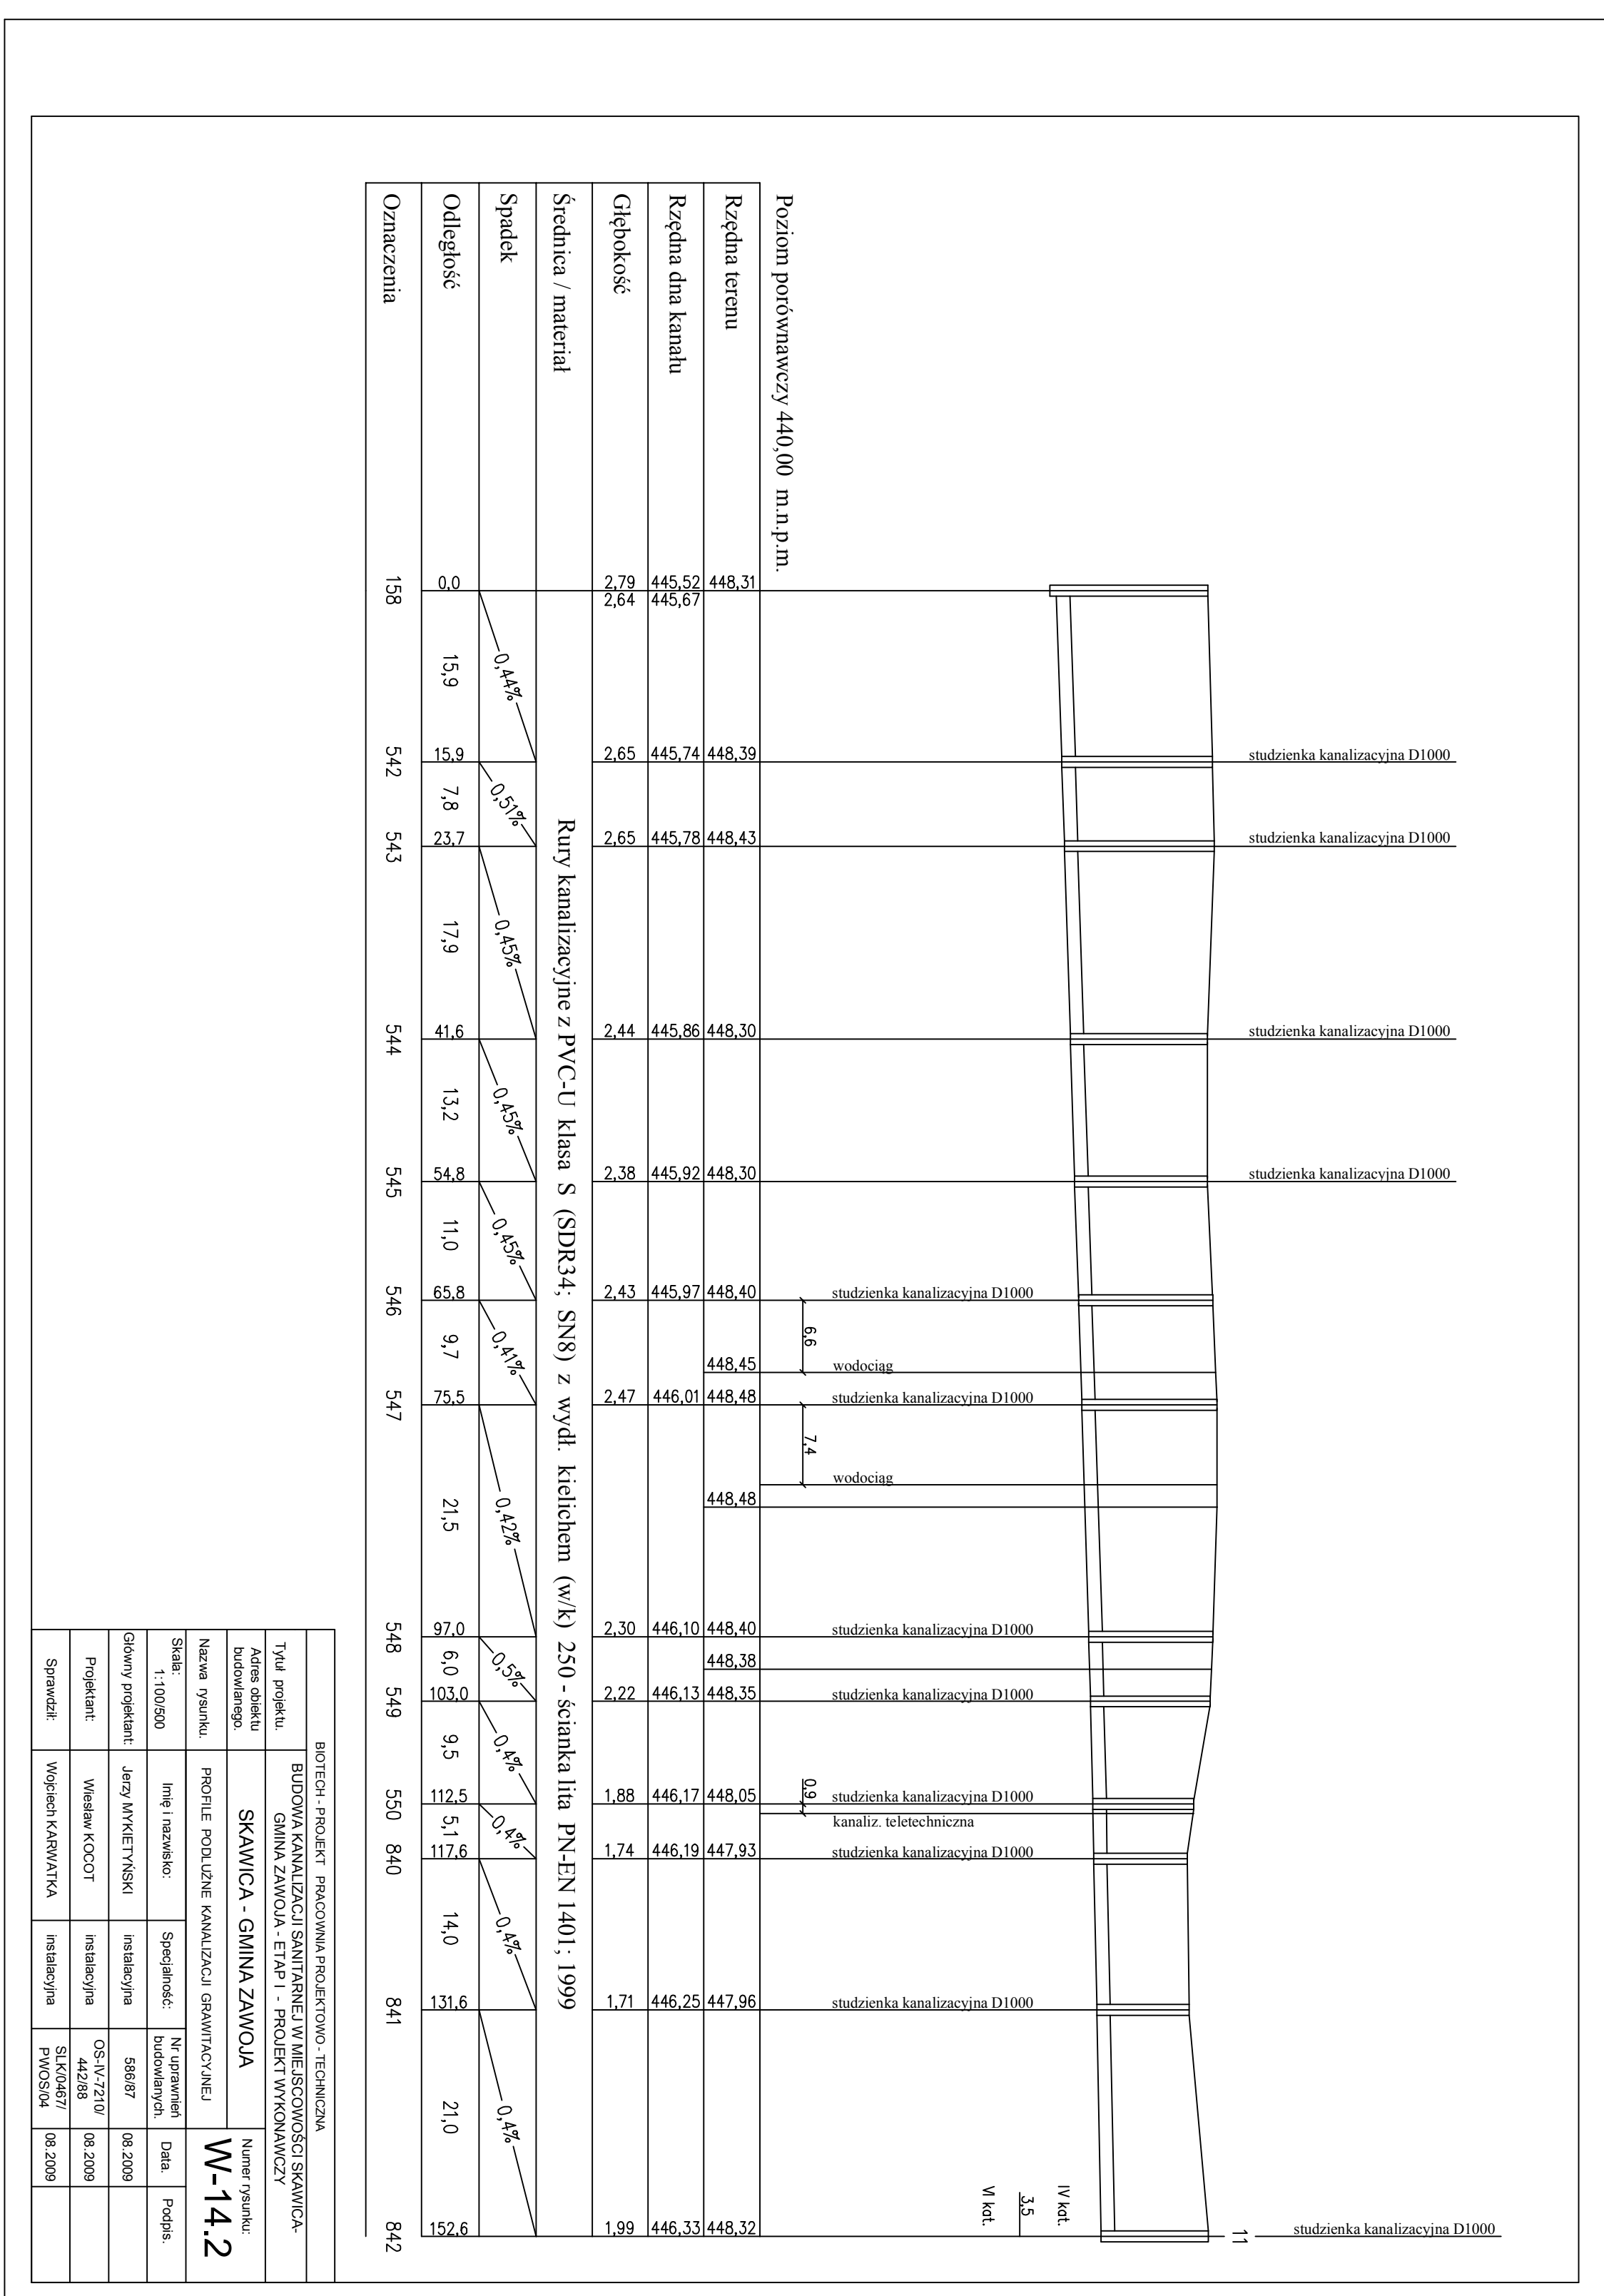 studzienka kanalizacyjna D1000
studzienka kanalizacyjna D1000
studzienka kanalizacyjna D1000
studzienka kanalizacyjna D1000
studzienka kanalizacyjna D1000
wodociąg
studzienka kanalizacyjna D1000
wodociąg
studzienka kanalizacyjna D1000
studzienka kanalizacyjna D1000
studzienka kanalizacyjna D1000
kanaliz. teletechniczna
studzienka kanalizacyjna D1000
studzienka kanalizacyjna D1000
studzienka kanalizacyjna D1000
11
IV kat.
3,5
VI kat.
6,6
7,4
0,9
Poziom porównawczy 440,00 m.n.p.m.
Rzędna terenu
448,31
448,39
448,43
448,30
448,30
448,40
448,45
448,48
448,48
448,40
448,38
448,35
448,05
447,93
447,96
448,32
Rzędna dna kanału
445,52
445,67
445,74
445,78
445,86
445,92
445,97
446,01
446,10
446,13
446,17
446,19
446,25
446,33
Głębokość
2,79
2,64
2,65
2,65
2,44
2,38
2,43
2,47
2,30
2,22
1,88
1,74
1,71
1,99
Średnica / materiał
Rury kanalizacyjne z PVC-U klasa S (SDR34; SN8) z wydł. kielichem (w/k) 250 - ścianka lita PN-EN 1401; 1999
Spadek
0,44%
0,51%
0,45%
0,45%
0,45%
0,41%
0,42%
0,5%
0,4%
0,4%
0,4%
0,4%
Odległość
0,0
15,9
15,9
7,8
23,7
17,9
41,6
13,2
54,8
11,0
65,8
9,7
75,5
21,5
97,0
6,0
103,0
9,5
112,5
5,1
117,6
14,0
131,6
21,0
152,6
Oznaczenia
158
542
543
544
545
546
547
548
549
550
840
841
842
BIOTECH - PROJEKT PRACOWNIA PROJEKTOWO - TECHNICZNA
Tytuł projektu.
BUDOWA KANALIZACJI SANITARNEJ W MIEJSCOWOŚCI SKAWICA-
GMINA ZAWOJA - ETAP I - PROJEKT WYKONAWCZY
Adres obiektu
budowlanego.
SKAWICA - GMINA ZAWOJA
Numer rysunku:
W-14.2
Nazwa rysunku.
PROFILE PODŁUŻNE KANALIZACJI GRAWITACYJNEJ
Skala:
1:100/500
Imię i nazwisko:
Specjalność:
Nr uprawnień
budowlanych.
Data.
Podpis.
Główny projektant:
Jerzy MYKIETYŃSKI
instalacyjna
586/87
08.2009
Projektant:
Wiesław KOCOT
instalacyjna
OS-IV-7210/
442/88
08.2009
Sprawdził:
Wojciech KARWATKA
instalacyjna
SLK/0467/
PWOS/04
08.2009